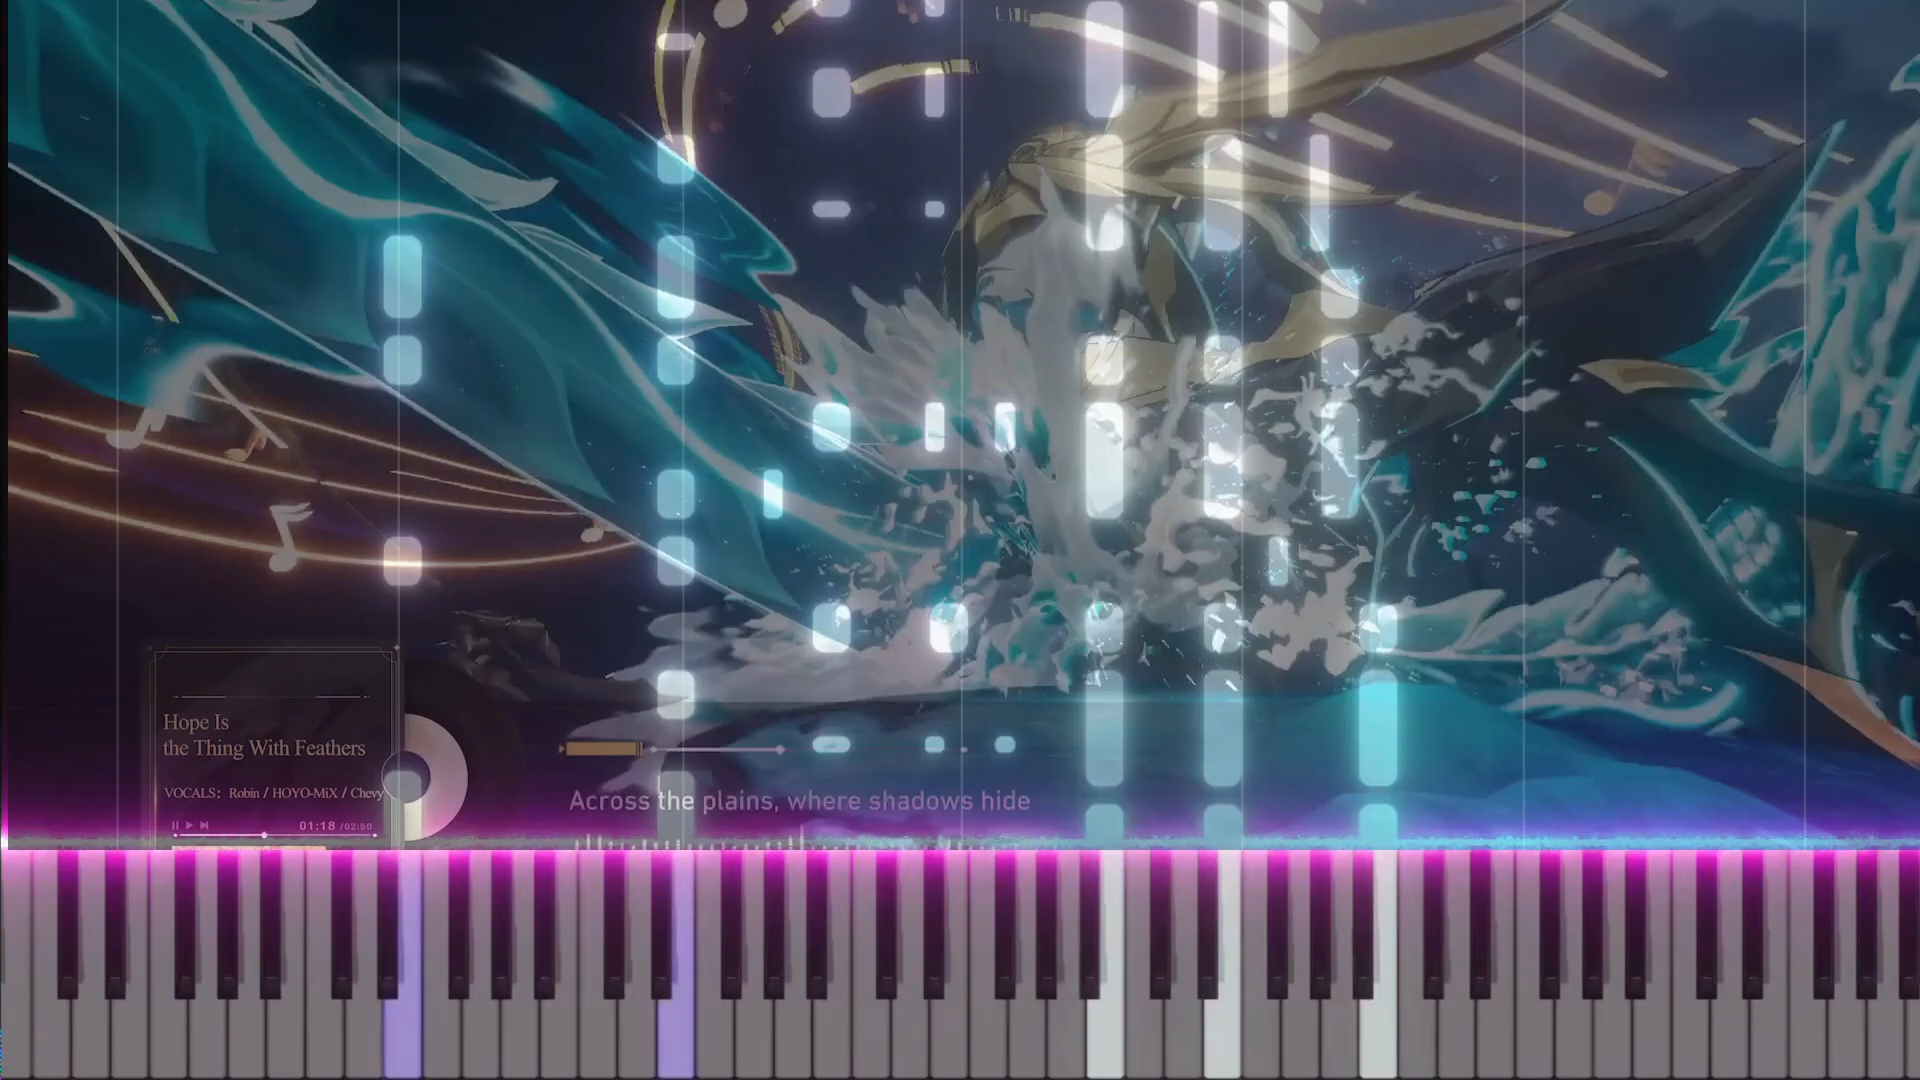 Hope Is
the Thing With Feathers
VOCALS: Robin / HOYO-MiX / Chevy
01:18 /02:50
Across the plains, where shadows hide